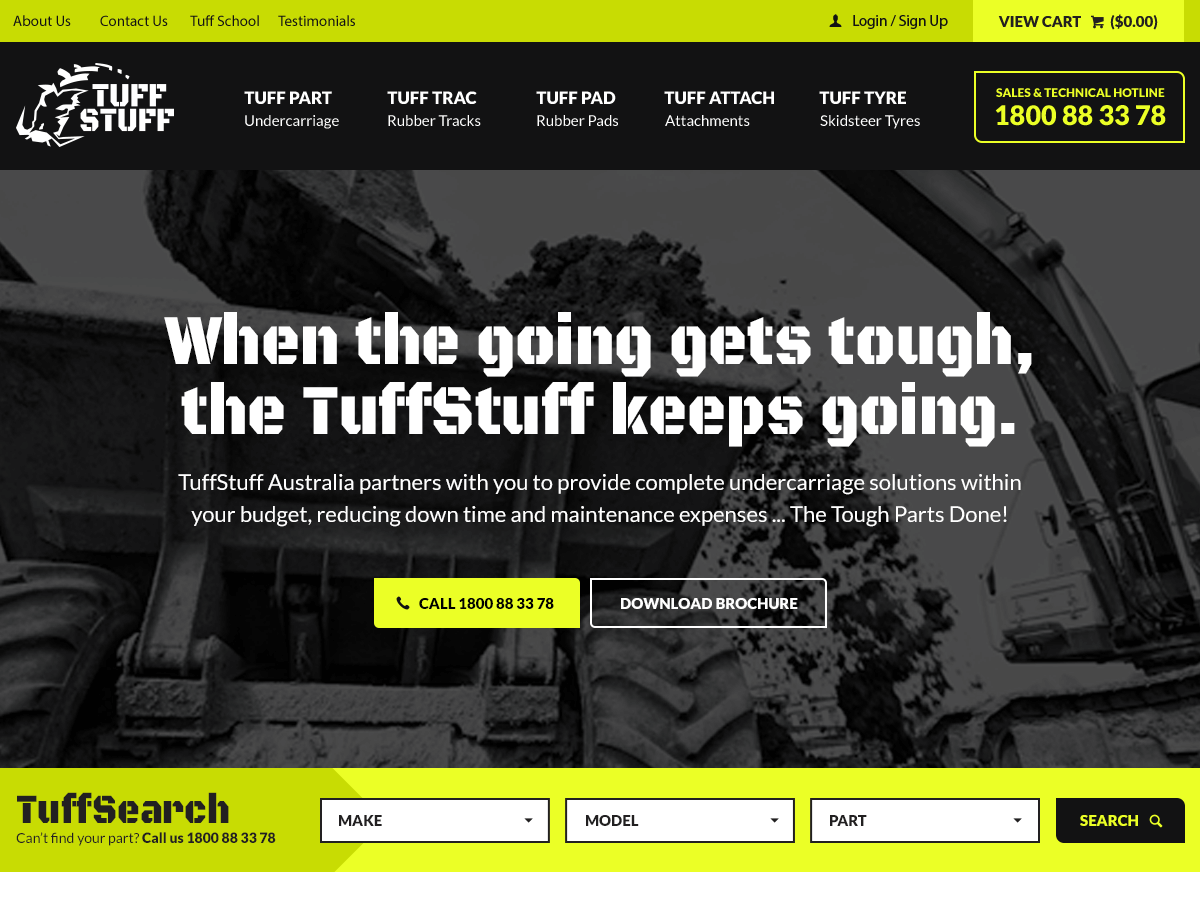 About Us Contact Us Tuff School Testimonials Login / Sign Up VIEW CART ($0.00)
TUFF STUFF
TUFF PART
Undercarriage
TUFF TRAC
Rubber Tracks
TUFF PAD
Rubber Pads
TUFF ATTACH
Attachments
TUFF TYRE
Skidsteer Tyres
SALES & TECHNICAL HOTLINE
1800 88 33 78
When the going gets tough,
the TuffStuff keeps going.
TuffStuff Australia partners with you to provide complete undercarriage solutions within
your budget, reducing down time and maintenance expenses ... The Tough Parts Done!
CALL 1800 88 33 78
DOWNLOAD BROCHURE
TuffSearch
Can't find your part? Call us 1800 88 33 78
MAKE
MODEL
PART
SEARCH